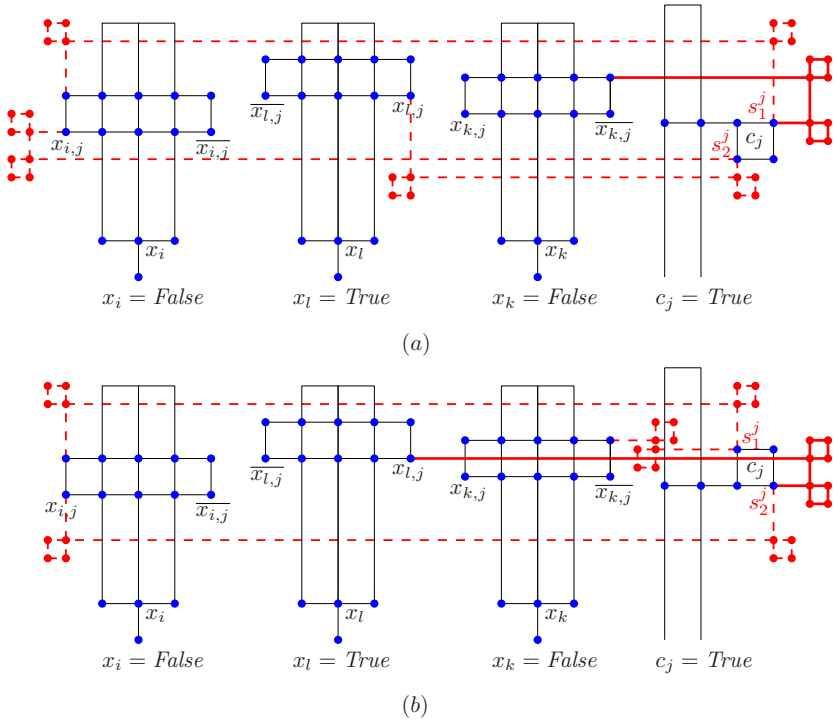 $\overline{x_{l,j}}$ $x_{l,j}$
$s_1^j$
$x_{k,j}$ $\overline{x_{k,j}}$
$x_{i,j}$ $\overline{x_{i,j}}$ $s_2^j$ $c_j$
$x_i$ $x_l$ $x_k$
$x_i$ = False $x_l$ = True $x_k$ = False $c_j$ = True
(a)
$s_1^j$
$\overline{x_{l,j}}$ $x_{l,j}$ $c_j$
$x_{k,j}$ $\overline{x_{k,j}}$
$x_{i,j}$ $\overline{x_{i,j}}$ $s_2^j$
$x_i$ $x_l$ $x_k$
$x_i$ = False $x_l$ = True $x_k$ = False $c_j$ = True
(b)